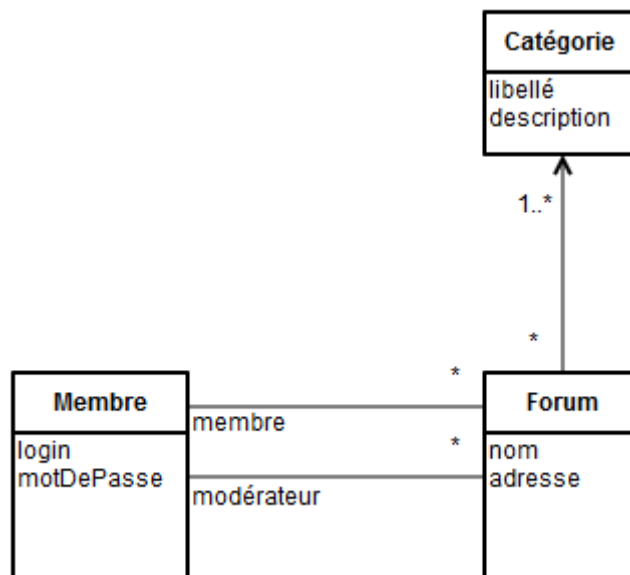 Catégorie
libellé
description
1..*
*
*
Membre
Forum
membre
login
motDePasse
*
nom
adresse
modérateur